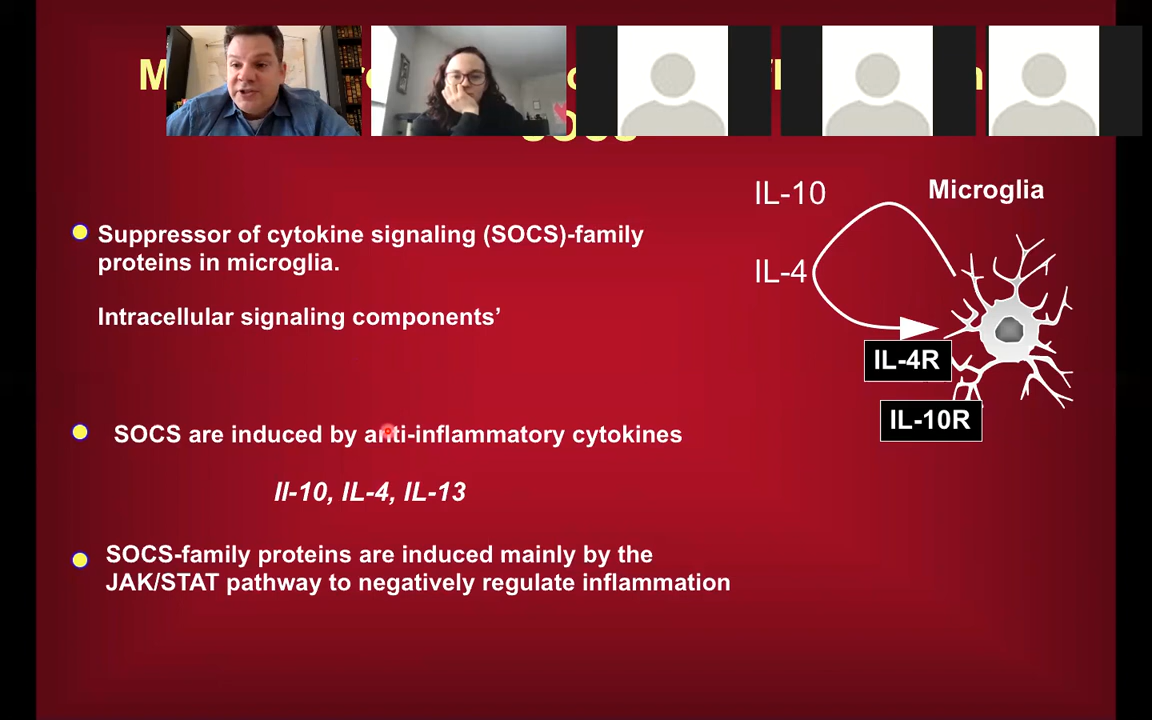 SOCS
IL-10
Microglia
Suppressor of cytokine signaling (SOCS)-family
proteins in microglia.
IL-4
Intracellular signaling components’
IL-4R
IL-10R
SOCS are induced by anti-inflammatory cytokines
Il-10, IL-4, IL-13
SOCS-family proteins are induced mainly by the
JAK/STAT pathway to negatively regulate inflammation